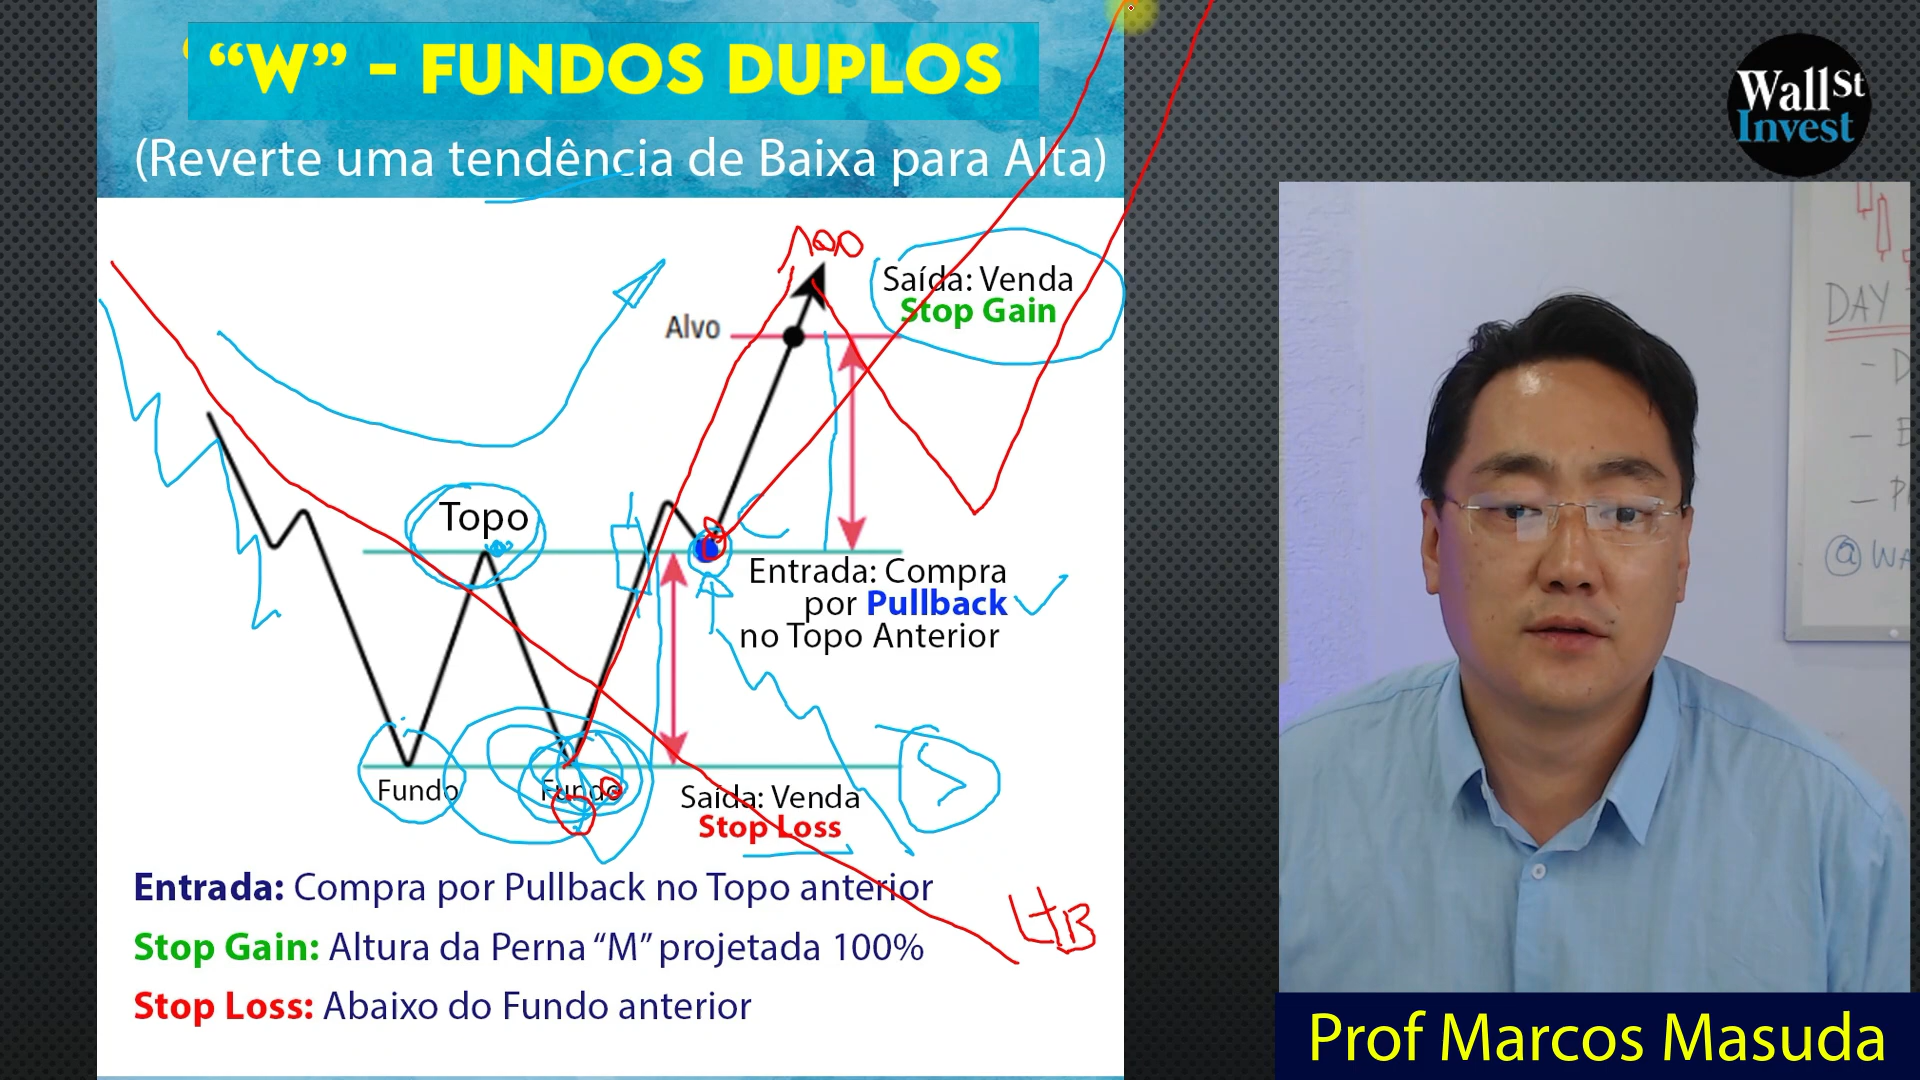 “W” - FUNDOS DUPLOS
(Reverte uma tendência de Baixa para Alta)
100
Saída: Venda
Stop Gain
Alvo
Topo
Entrada: Compra
por Pullback
no Topo Anterior
Fundo
Fundo
Saída: Venda
Stop Loss
LTB
Entrada: Compra por Pullback no Topo anterior
Stop Gain: Altura da Perna “M” projetada 100%
Stop Loss: Abaixo do Fundo anterior
Wall St
Invest
DAY
@WA
Prof Marcos Masuda